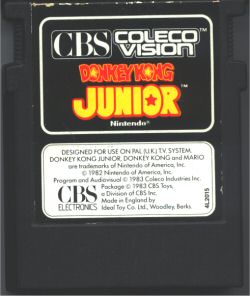 CBS COLECO VISION™
DONKEY KONG
JUNIOR™
Nintendo®
DESIGNED FOR USE ON PAL (U.K.) T.V. SYSTEM.
DONKEY KONG JUNIOR, DONKEY KONG and MARIO
are trademarks of Nintendo of America, Inc.
© 1982 Nintendo of America, Inc.
Program and Audiovisual © 1983 Coleco Industries Inc.
Package © 1983 CBS Toys,
a Division of CBS Inc.
Made in England by
Ideal Toy Co. Ltd., Woodley, Berks.
CBS
ELECTRONICS
4L2015